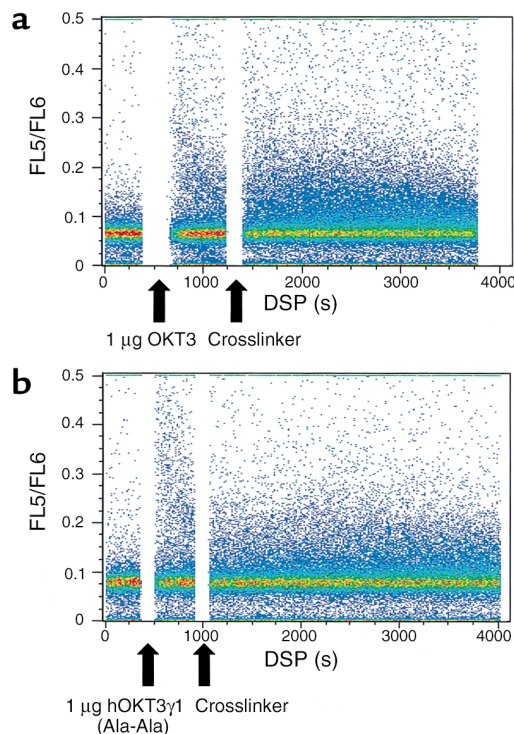 a
0.5
0.4
0.3
0.2
0.1
0
FL5/FL6
0 1000 2000 3000 4000
DSP (s)
1 μg OKT3 Crosslinker
b
0.5
0.4
0.3
0.2
0.1
0
FL5/FL6
0 1000 2000 3000 4000
DSP (s)
1 μg hOKT3γ1 Crosslinker
(Ala-Ala)